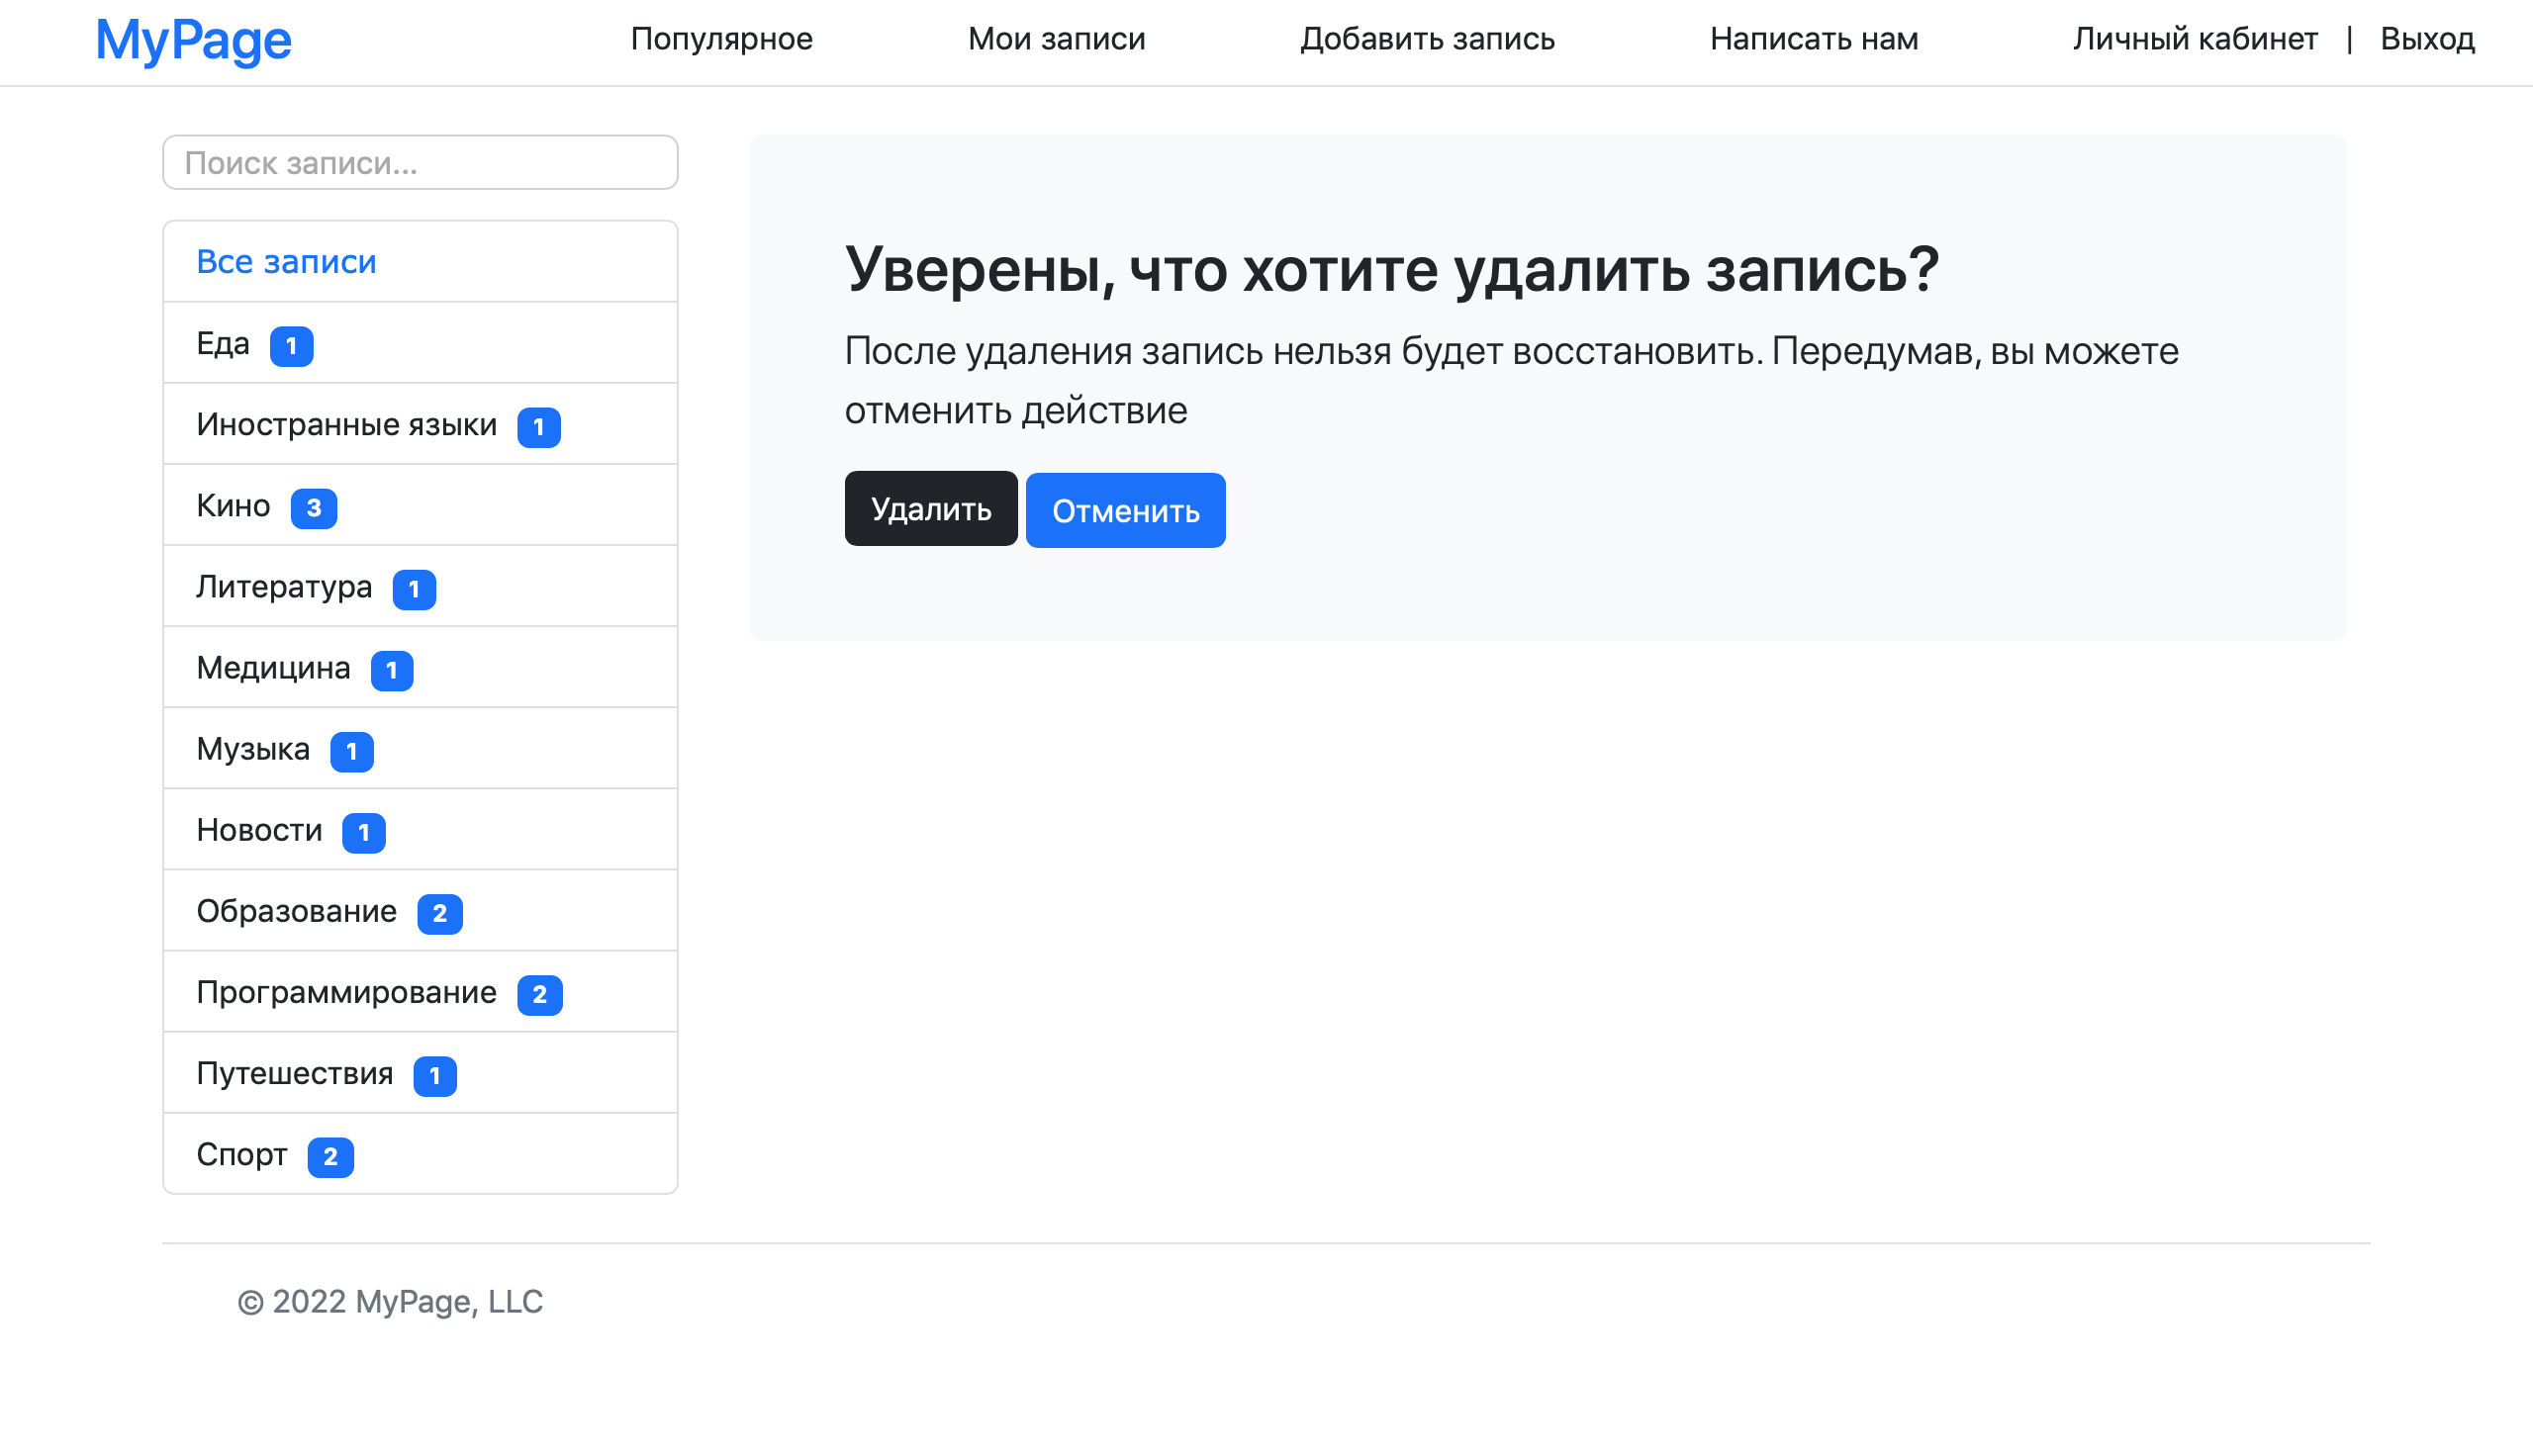 MyPage Популярное Мои записи Добавить запись Написать нам Личный кабинет | Выход
Поиск записи...
Все записи
Еда 1
Иностранные языки 1
Кино 3
Литература 1
Медицина 1
Музыка 1
Новости 1
Образование 2
Программирование 2
Путешествия 1
Спорт 2
Уверены, что хотите удалить запись?
После удаления запись нельзя будет восстановить. Передумав, вы можете
отменить действие
Удалить Отменить
© 2022 MyPage, LLC